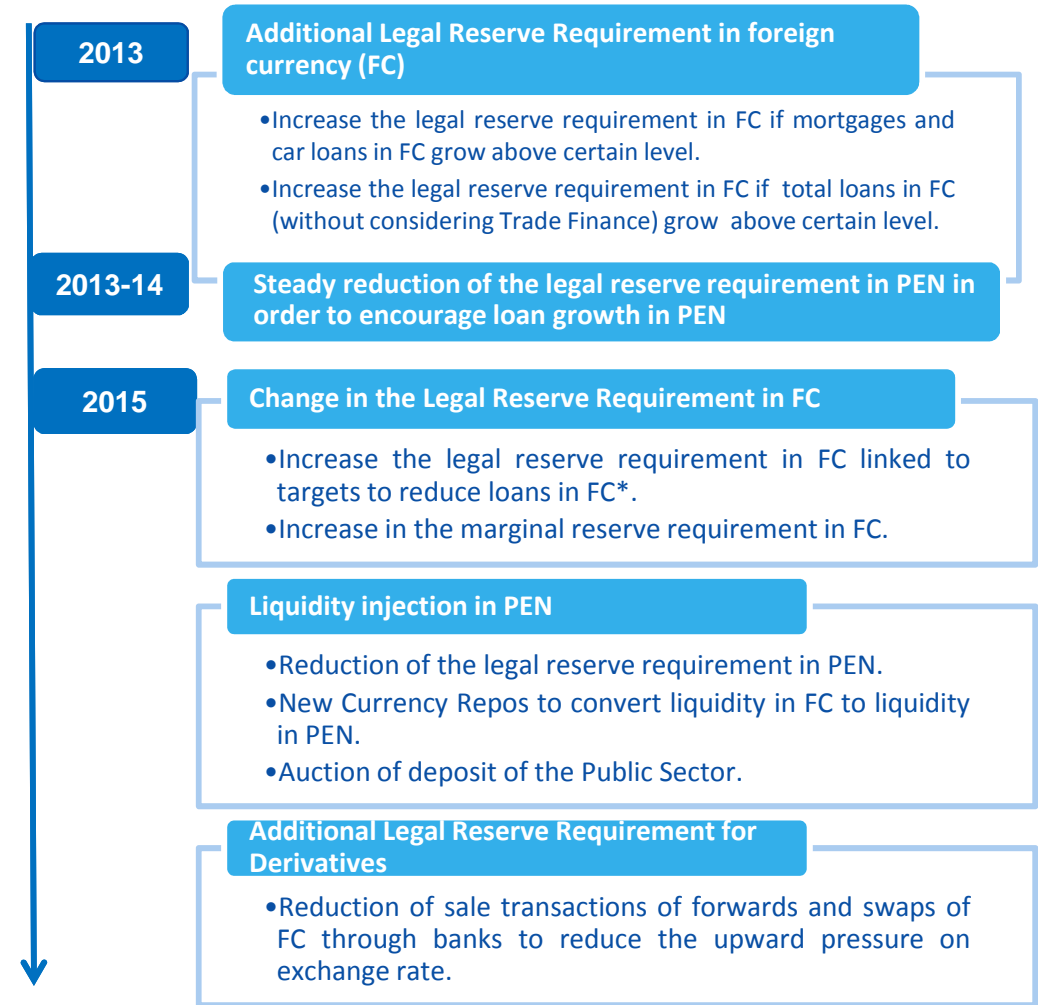 2013
Additional Legal Reserve Requirement in foreign
currency (FC)
•Increase the legal reserve requirement in FC if mortgages and
car loans in FC grow above certain level.
•Increase the legal reserve requirement in FC if total loans in FC
(without considering Trade Finance) grow above certain level.
2013-14
Steady reduction of the legal reserve requirement in PEN in
order to encourage loan growth in PEN
2015
Change in the Legal Reserve Requirement in FC
•Increase the legal reserve requirement in FC linked to
targets to reduce loans in FC*.
•Increase in the marginal reserve requirement in FC.
Liquidity injection in PEN
•Reduction of the legal reserve requirement in PEN.
•New Currency Repos to convert liquidity in FC to liquidity
in PEN.
•Auction of deposit of the Public Sector.
Additional Legal Reserve Requirement for
Derivatives
•Reduction of sale transactions of forwards and swaps of
FC through banks to reduce the upward pressure on
exchange rate.